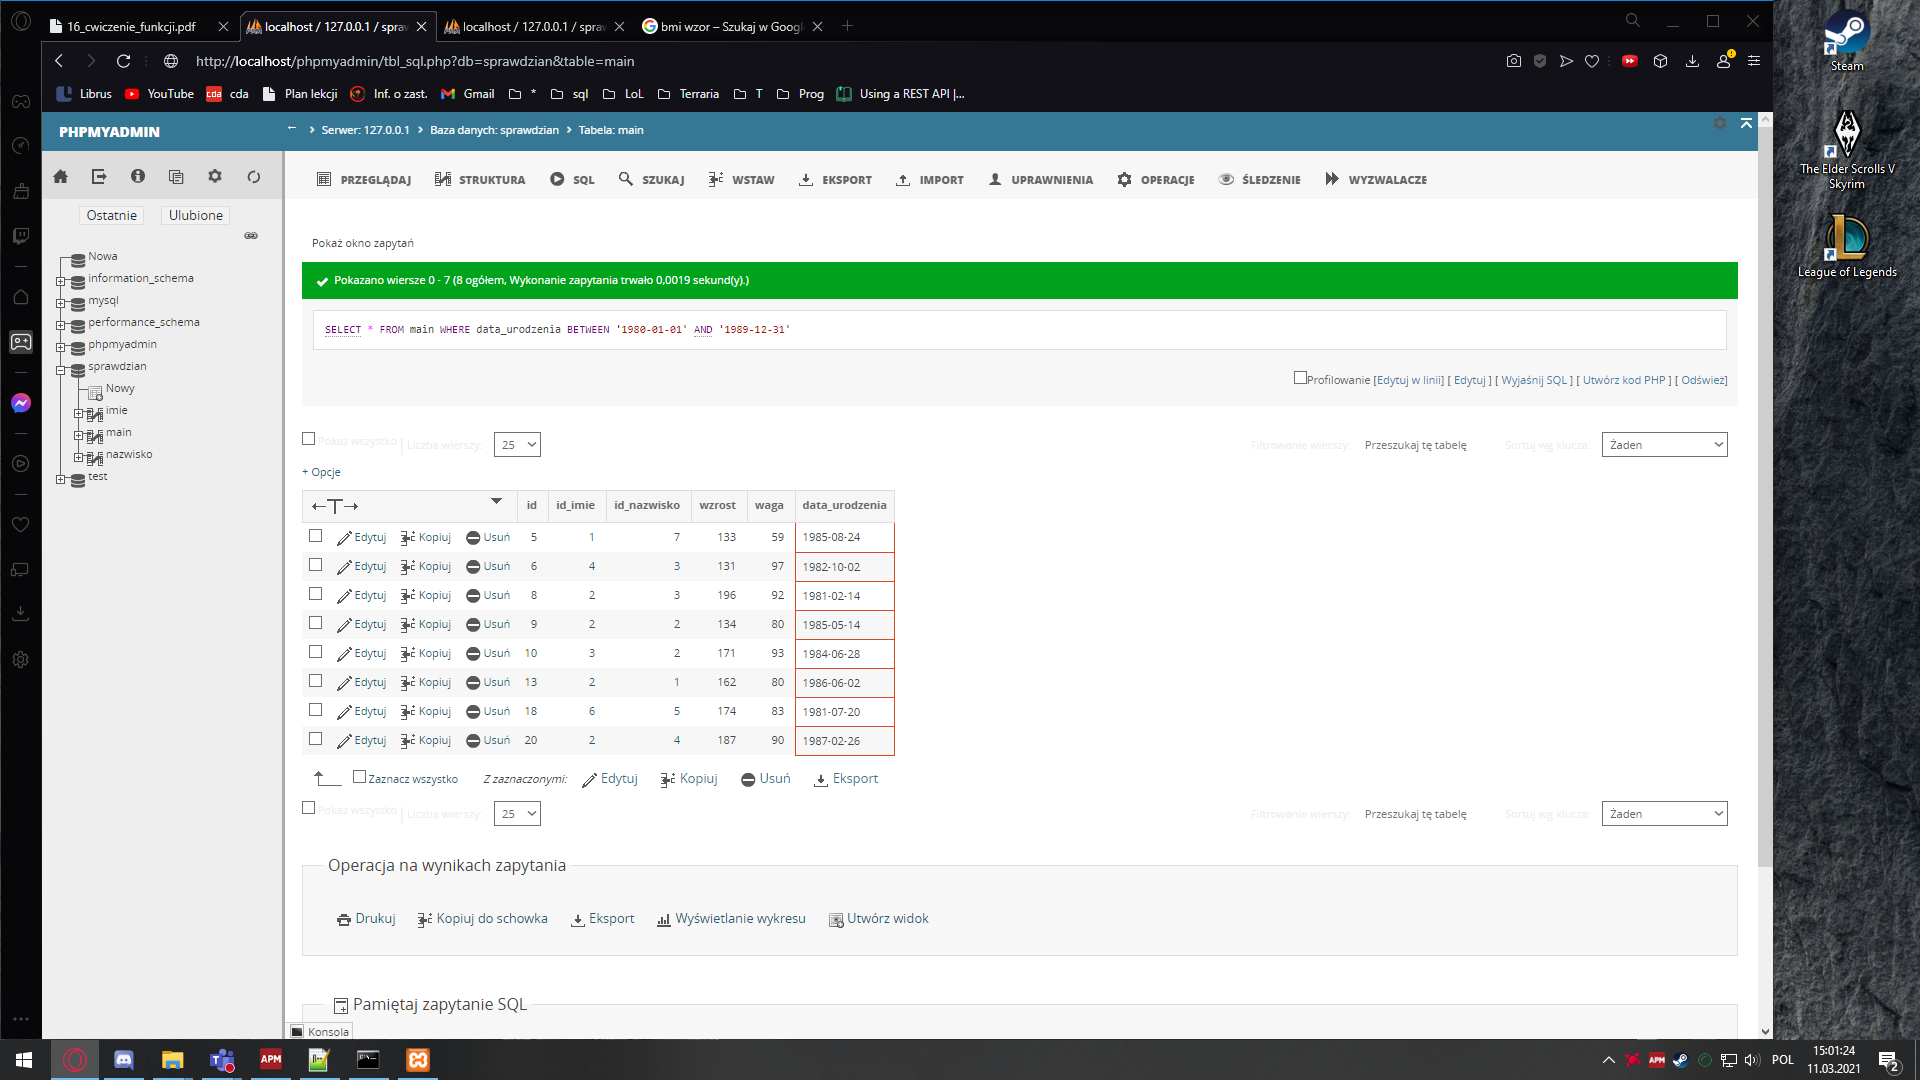 16_cwiczenie_funkcji.pdf
localhost / 127.0.0.1 / spraw
localhost / 127.0.0.1 / spraw
bmi wzor – Szukaj w Googl
http://localhost/phpmyadmin/tbl_sql.php?db=sprawdzian&table=main
Librus YouTube cda cda Plan lekcji Inf. o zast. Gmail * sql LoL Terraria T Prog Using a REST API |...
PHPMYADMIN
← › Serwer: 127.0.0.1 › Baza danych: sprawdzian › Tabela: main
PRZEGLĄDAJ STRUKTURA SQL SZUKAJ WSTAW EKSPORT IMPORT UPRAWNIENIA OPERACJE ŚLEDZENIE WYZWALACZE
Ostatnie Ulubione
Nowa
information_schema
mysql
performance_schema
phpmyadmin
sprawdzian
Nowy
imie
main
nazwisko
test
Pokaż okno zapytań
Pokazano wiersze 0 - 7 (8 ogółem, Wykonanie zapytania trwało 0,0019 sekund(y).)
SELECT * FROM main WHERE data_urodzenia BETWEEN '1980-01-01' AND '1989-12-31'
Profilowanie [Edytuj w linii] [ Edytuj ] [ Wyjaśnij SQL ] [ Utwórz kod PHP ] [ Odśwież]
Pokaż wszystko | Liczba wierszy: 25 Filtrowanie wierszy: Przeszukaj tę tabelę Sortuj wg klucza: Żaden
+ Opcje
←T→ id id_imie id_nazwisko wzrost waga data_urodzenia
Edytuj Kopiuj Usuń 5 1 7 133 59 1985-08-24
Edytuj Kopiuj Usuń 6 4 3 131 97 1982-10-02
Edytuj Kopiuj Usuń 8 2 3 196 92 1981-02-14
Edytuj Kopiuj Usuń 9 2 2 134 80 1985-05-14
Edytuj Kopiuj Usuń 10 3 2 171 93 1984-06-28
Edytuj Kopiuj Usuń 13 2 1 162 80 1986-06-02
Edytuj Kopiuj Usuń 18 6 5 174 83 1981-07-20
Edytuj Kopiuj Usuń 20 2 4 187 90 1987-02-26
Zaznacz wszystko Z zaznaczonymi: Edytuj Kopiuj Usuń Eksport
Pokaż wszystko | Liczba wierszy: 25 Filtrowanie wierszy: Przeszukaj tę tabelę Sortuj wg klucza: Żaden
Operacja na wynikach zapytania
Drukuj Kopiuj do schowka Eksport Wyświetlanie wykresu Utwórz widok
Pamiętaj zapytanie SQL
Konsola
Steam
The Elder Scrolls V
Skyrim
League of Legends
APM
APM
POL
15:01:24
11.03.2021
2